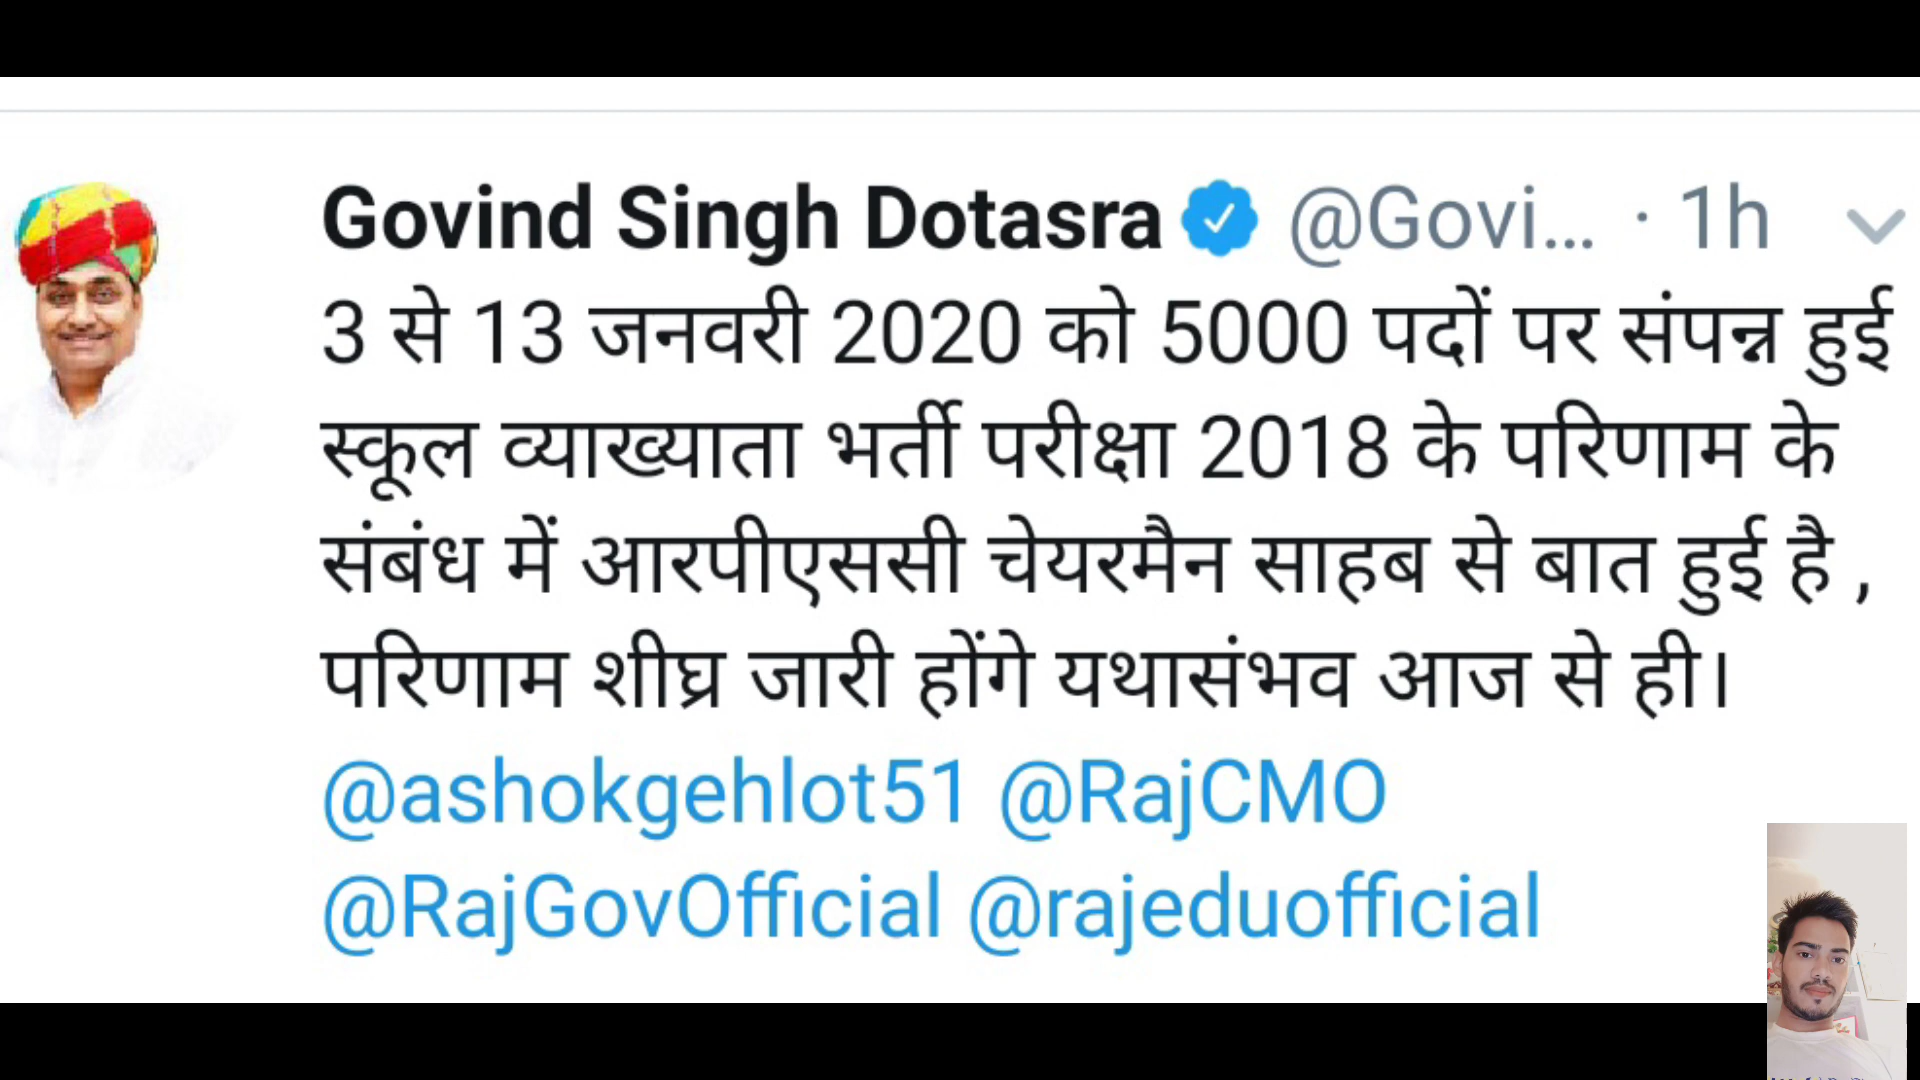 Govind Singh Dotasra @Govi... · 1h
3 से 13 जनवरी 2020 को 5000 पदों पर संपन्न हुई
स्कूल व्याख्याता भर्ती परीक्षा 2018 के परिणाम के
संबंध में आरपीएससी चेयरमैन साहब से बात हुई है ,
परिणाम शीघ्र जारी होंगे यथासंभव आज से ही।
@ashokgehlot51 @RajCMO
@RajGovOfficial @rajeduofficial